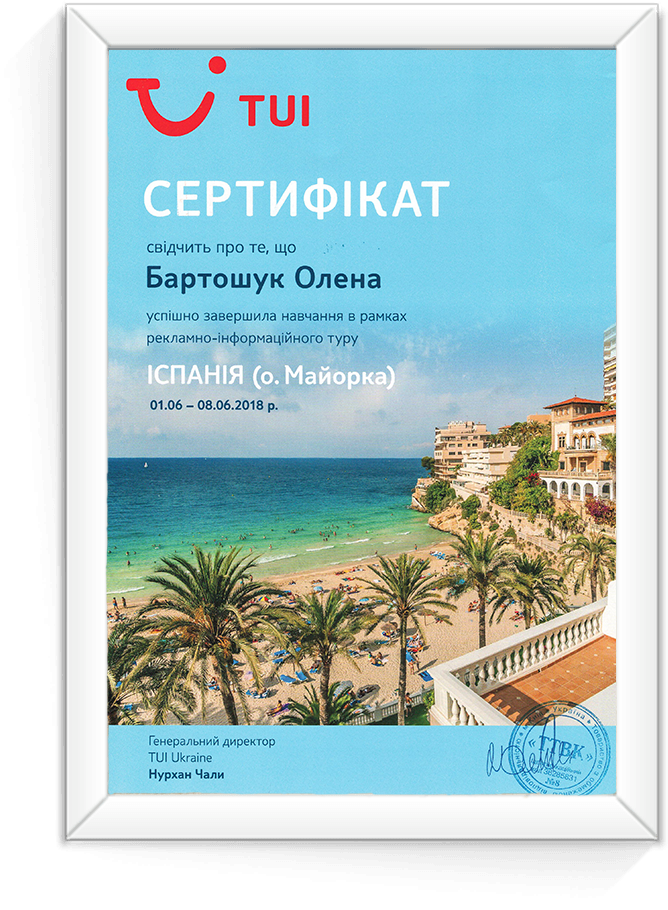 TUI
СЕРТИФІКАТ
свідчить про те, що
Бартошук Олена
успішно завершила навчання в рамках
рекламно-інформаційного туру
ІСПАНІЯ (о. Майорка)
01.06 – 08.06.2018 р.
Генеральний директор
TUI Ukraine
Нурхан Чали
« ТТВК »
№8